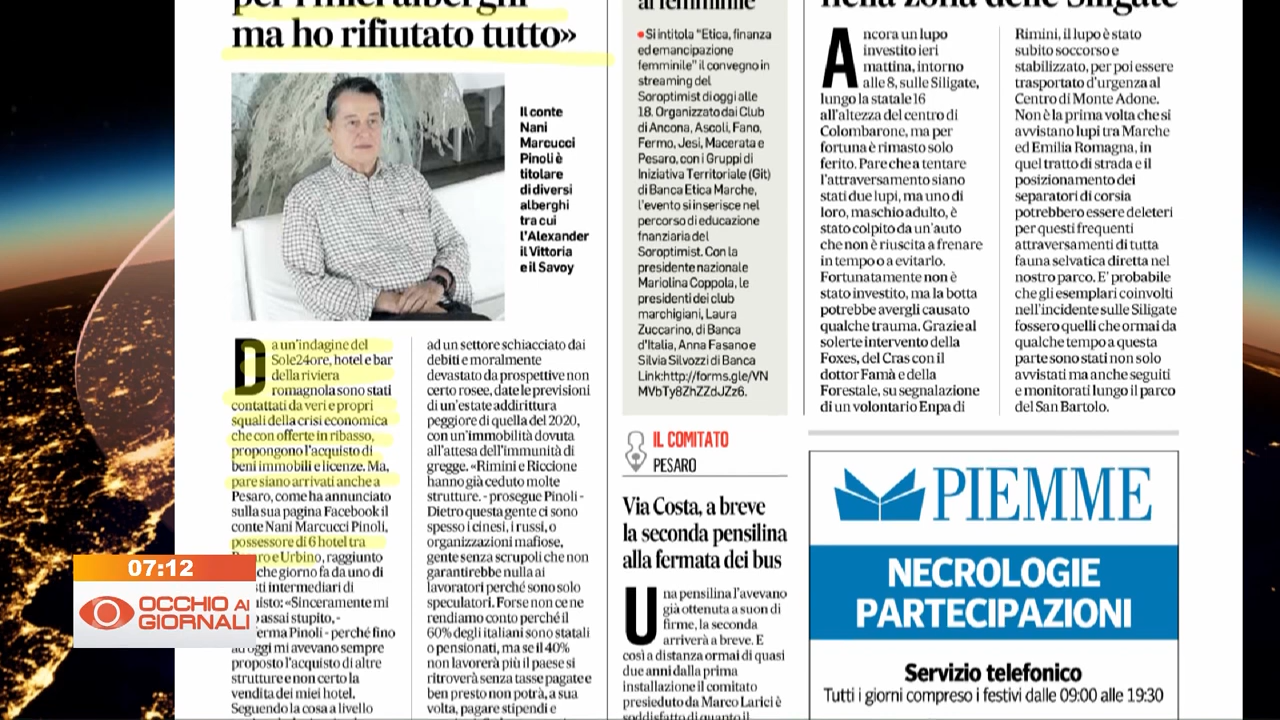 ma ho rifiutato tutto»
Il conte
Nani
Marcucci
Pinoli è
titolare
di diversi
alberghi
tra cui
l'Alexander
il Vittoria
e il Savoy
Da un'indagine del
Sole24ore, hotel e bar
della riviera
romagnola sono stati
contattati da veri e propri
squali della crisi economica
che con offerte in ribasso,
propongono l'acquisto di
beni immobili e licenze. Ma,
pare siano arrivati anche a
Pesaro, come ha annunciato
sulla sua pagina Facebook il
conte Nani Marcucci Pinoli,
possessore di 6 hotel tra
Pesaro e Urbino, raggiunto
che giorno fa da uno di
sti intermediari di
uisto: «Sinceramente mi
o assai stupito, -
ferma Pinoli - perché fino
ad oggi mi avevano sempre
proposto l'acquisto di altre
strutture e non certo la
vendita dei miei hotel.
Seguendo la cosa a livello
ad un settore schiacciato dai
debiti e moralmente
devastato da prospettive non
certo rosee, date le previsioni
di un'estate addirittura
peggiore di quella del 2020,
con un'immobilità dovuta
all'attesa dell'immunità di
gregge. «Rimini e Riccione
hanno già ceduto molte
strutture. - prosegue Pinoli -
Dietro questa gente ci sono
spesso i cinesi, i russi, o
organizzazioni mafiose,
gente senza scrupoli che non
garantirebbe nulla ai
lavoratori perché sono solo
speculatori. Forse non ce ne
rendiamo conto perché il
60% degli italiani sono statali
o pensionati, ma se il 40%
non lavorerà più il paese si
ritroverà senza tasse pagate e
ben presto non potrà, a sua
volta, pagare stipendi e
al femminile
•Si intitola "Etica, finanza
ed emancipazione
femminile" il convegno in
streaming del
Soroptimist di oggi alle
18. Organizzato dai Club
di Ancona, Ascoli, Fano,
Fermo, Jesi, Macerata e
Pesaro, con i Gruppi di
Iniziativa Territoriale (Git)
di Banca Etica Marche,
l'evento si inserisce nel
percorso di educazione
fnanziaria del
Soroptimist. Con la
presidente nazionale
Mariolina Coppola, le
presidenti dei club
marchigiani, Laura
Zuccarino, di Banca
d'Italia, Anna Fasano e
Silvia Silvozzi di Banca
Link:http://forms.gle/VN
MVbTy8ZhZZdJZz6.
IL COMITATO
PESARO
Via Costa, a breve
la seconda pensilina
alla fermata dei bus
Una pensilina l'avevano
già ottenuta a suon di
firme, la seconda
arriverà a breve. E
così a distanza ormai di quasi
due anni dalla prima
installazione il comitato
presieduto da Marco Larici è
soddisfatto di quanto il
nella zona delle Siligate
Ancora un lupo
investito ieri
mattina, intorno
alle 8, sulle Siligate,
lungo la statale 16
all'altezza del centro di
Colombarone, ma per
fortuna è rimasto solo
ferito. Pare che a tentare
l'attraversamento siano
stati due lupi, ma uno di
loro, maschio adulto, è
stato colpito da un'auto
che non è riuscita a frenare
in tempo o a evitarlo.
Fortunatamente non è
stato investito, ma la botta
potrebbe avergli causato
qualche trauma. Grazie al
solerte intervento della
Foxes, del Cras con il
dottor Famà e della
Forestale, su segnalazione
di un volontario Enpa di
Rimini, il lupo è stato
subito soccorso e
stabilizzato, per poi essere
trasportato d'urgenza al
Centro di Monte Adone.
Non è la prima volta che si
avvistano lupi tra Marche
ed Emilia Romagna, in
quel tratto di strada e il
posizionamento dei
separatori di corsia
potrebbero essere deleteri
per questi frequenti
attraversamenti di tutta
fauna selvatica diretta nel
nostro parco. E' probabile
che gli esemplari coinvolti
nell'incidente sulle Siligate
fossero quelli che ormai da
qualche tempo a questa
parte sono stati non solo
avvistati ma anche seguiti
e monitorati lungo il parco
del San Bartolo.
PIEMME
NECROLOGIE
PARTECIPAZIONI
Servizio telefonico
Tutti i giorni compreso i festivi dalle 09:00 alle 19:30
07:12
OCCHIO AI
GIORNALI